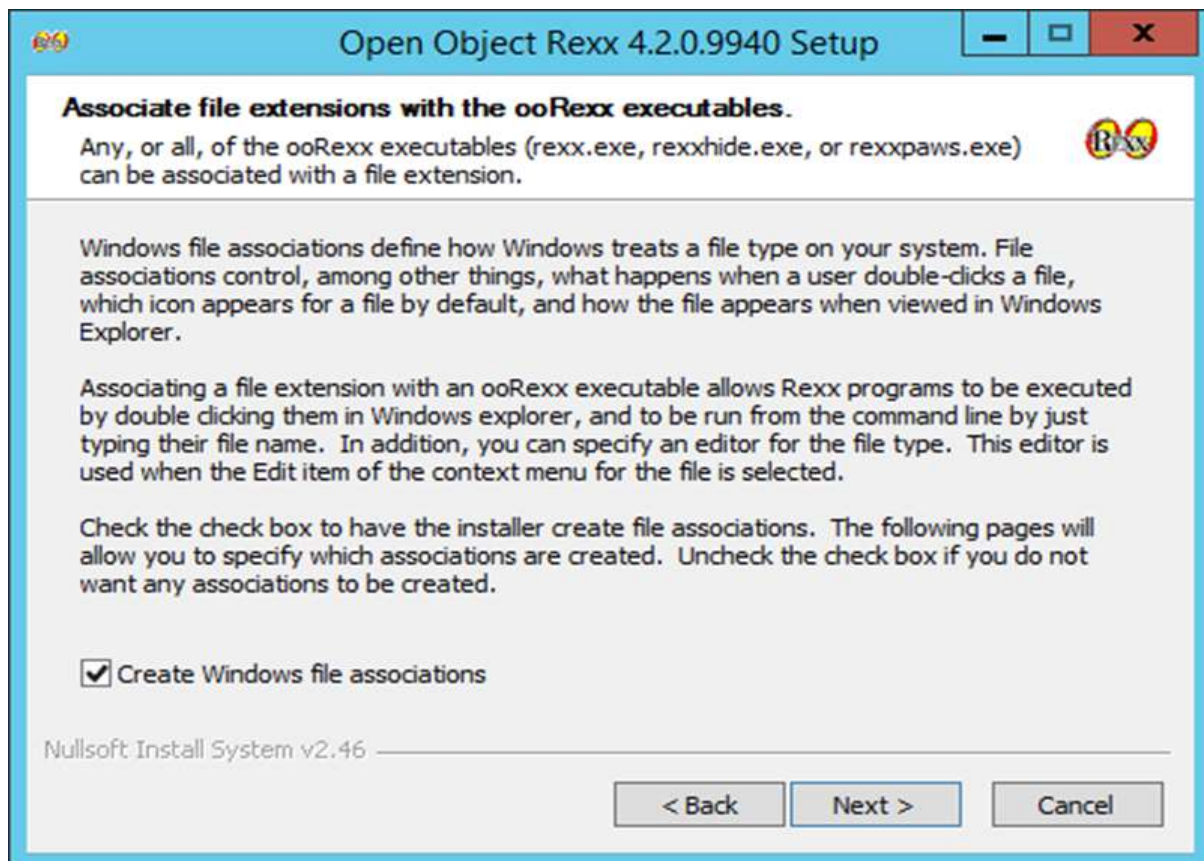 Open Object Rexx 4.2.0.9940 Setup
Associate file extensions with the ooRexx executables.
Any, or all, of the ooRexx executables (rexx.exe, rexxhide.exe, or rexxpaws.exe)
can be associated with a file extension.
Rexx
Windows file associations define how Windows treats a file type on your system. File
associations control, among other things, what happens when a user double-clicks a file,
which icon appears for a file by default, and how the file appears when viewed in Windows
Explorer.
Associating a file extension with an ooRexx executable allows Rexx programs to be executed
by double clicking them in Windows explorer, and to be run from the command line by just
typing their file name. In addition, you can specify an editor for the file type. This editor is
used when the Edit item of the context menu for the file is selected.
Check the check box to have the installer create file associations. The following pages will
allow you to specify which associations are created. Uncheck the check box if you do not
want any associations to be created.
Create Windows file associations
Nullsoft Install System v2.46
< Back
Next >
Cancel